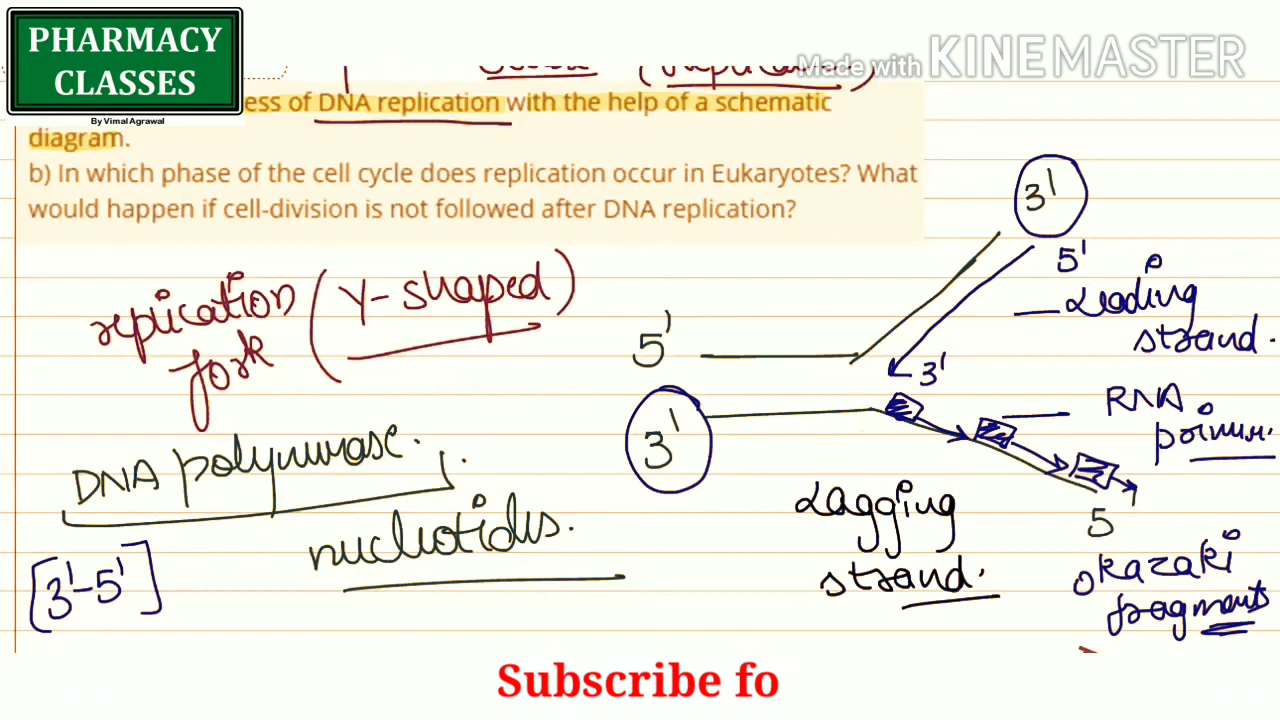 PHARMACY
CLASSES
By Vimal Agrawal
Made with KINEMASTER
ess of DNA replication with the help of a schematic
diagram.
b) In which phase of the cell cycle does replication occur in Eukaryotes? What
would happen if cell-division is not followed after DNA replication?
3'
5'
Leading
strand.
replication
fork
(Y-shaped)
5'
3'
3'
RNA
primer.
DNA polymerase.
nucleotides.
[3'-5']
Lagging
strand.
5
Okazaki
fragments
Subscribe fo